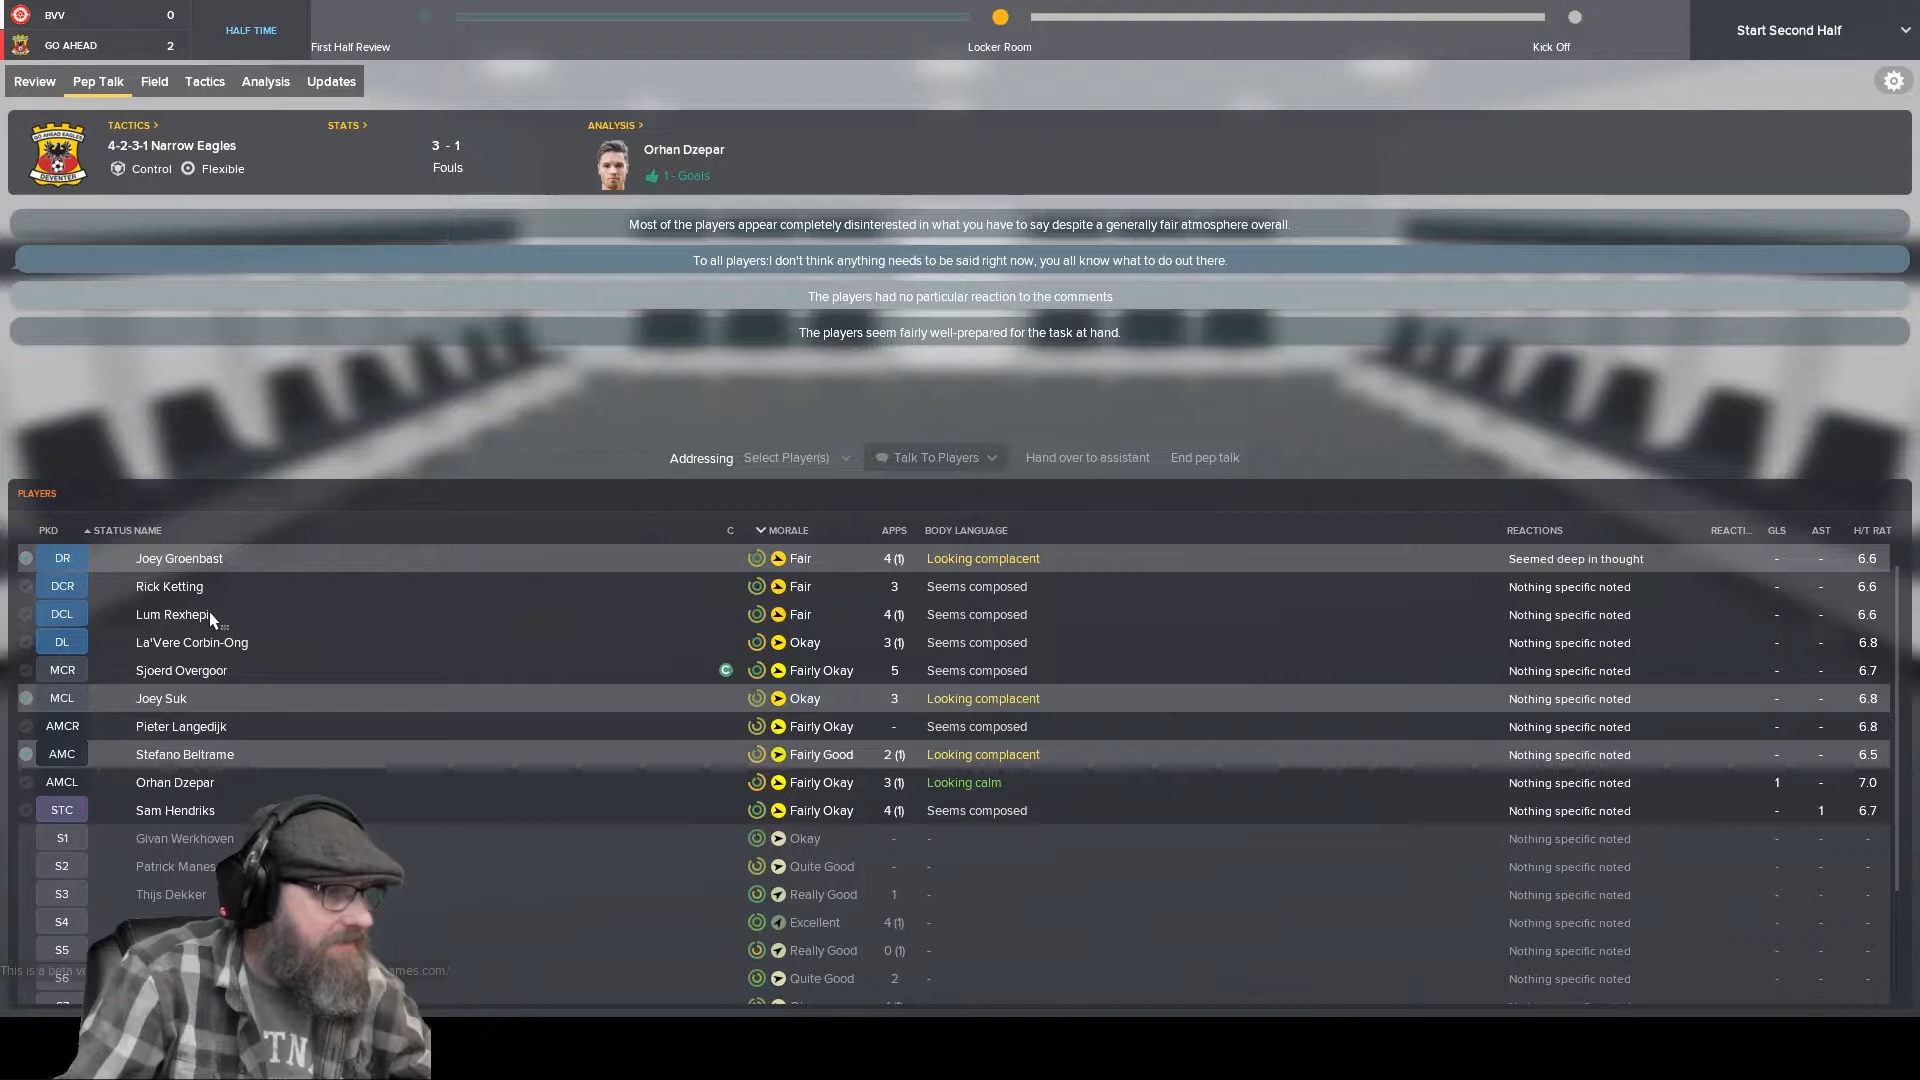 BVV 0
GO AHEAD 2
HALF TIME
First Half Review
Locker Room
Kick Off
Start Second Half
Review Pep Talk Field Tactics Analysis Updates
TACTICS >
4-2-3-1 Narrow Eagles
Control Flexible
STATS >
3 - 1
Fouls
ANALYSIS >
Orhan Dzepar
1 - Goals
GO AHEAD EAGLES
DEVENTER
Most of the players appear completely disinterested in what you have to say despite a generally fair atmosphere overall.
To all players:I don't think anything needs to be said right now, you all know what to do out there.
The players had no particular reaction to the comments
The players seem fairly well-prepared for the task at hand.
Addressing Select Player(s) Talk To Players Hand over to assistant End pep talk
PLAYERS
PKD STATUS NAME C MORALE APPS BODY LANGUAGE REACTIONS REACTI... GLS AST H/T RAT
DR Joey Groenbast Fair 4 (1) Looking complacent Seemed deep in thought - - 6.6
DCR Rick Ketting Fair 3 Seems composed Nothing specific noted - - 6.6
DCL Lum Rexhepi Fair 4 (1) Seems composed Nothing specific noted - - 6.6
DL La'Vere Corbin-Ong Okay 3 (1) Seems composed Nothing specific noted - - 6.8
MCR Sjoerd Overgoor C Fairly Okay 5 Seems composed Nothing specific noted - - 6.7
MCL Joey Suk Okay 3 Looking complacent Nothing specific noted - - 6.8
AMCR Pieter Langedijk Fairly Okay - Seems composed Nothing specific noted - - 6.8
AMC Stefano Beltrame Fairly Good 2 (1) Looking complacent Nothing specific noted - - 6.5
AMCL Orhan Dzepar Fairly Okay 3 (1) Looking calm Nothing specific noted 1 - 7.0
STC Sam Hendriks Fairly Okay 4 (1) Seems composed Nothing specific noted - 1 6.7
S1 Givan Werkhoven Okay - - Nothing specific noted - - -
S2 Patrick Manes Quite Good - - Nothing specific noted - - -
S3 Thijs Dekker Really Good 1 - Nothing specific noted - - -
S4 Excellent 4 (1) - Nothing specific noted - - -
S5 Really Good 0 (1) - Nothing specific noted - - -
This is a beta ve ames.com/
S6 Quite Good 2 - Nothing specific noted - - -
TN